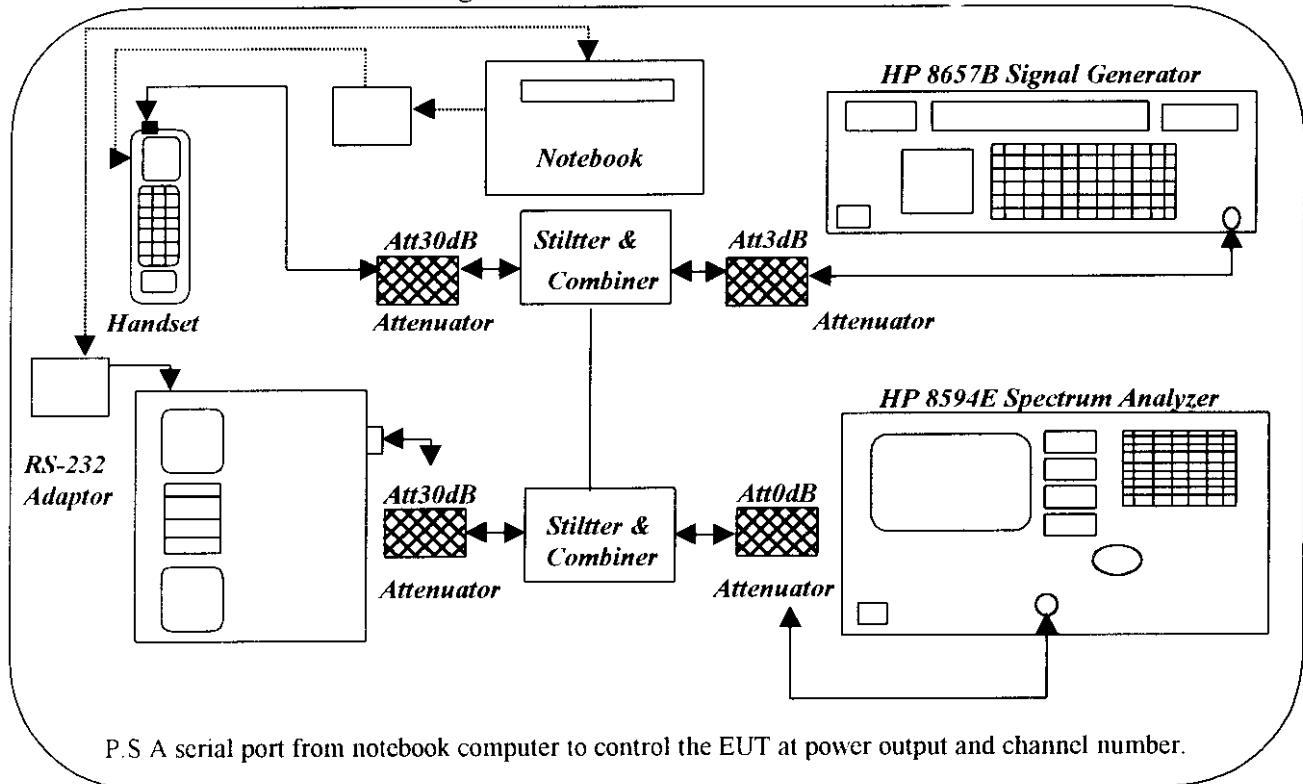 HP 8657B Signal Generator
Notebook
Att30dB
Stiltter &
Combiner
Att3dB
Handset
Attenuator
Attenuator
HP 8594E Spectrum Analyzer
RS-232
Adaptor
Att30dB
Stiltter &
Combiner
Att0dB
Attenuator
Attenuator
P.S A serial port from notebook computer to control the EUT at power output and channel number.